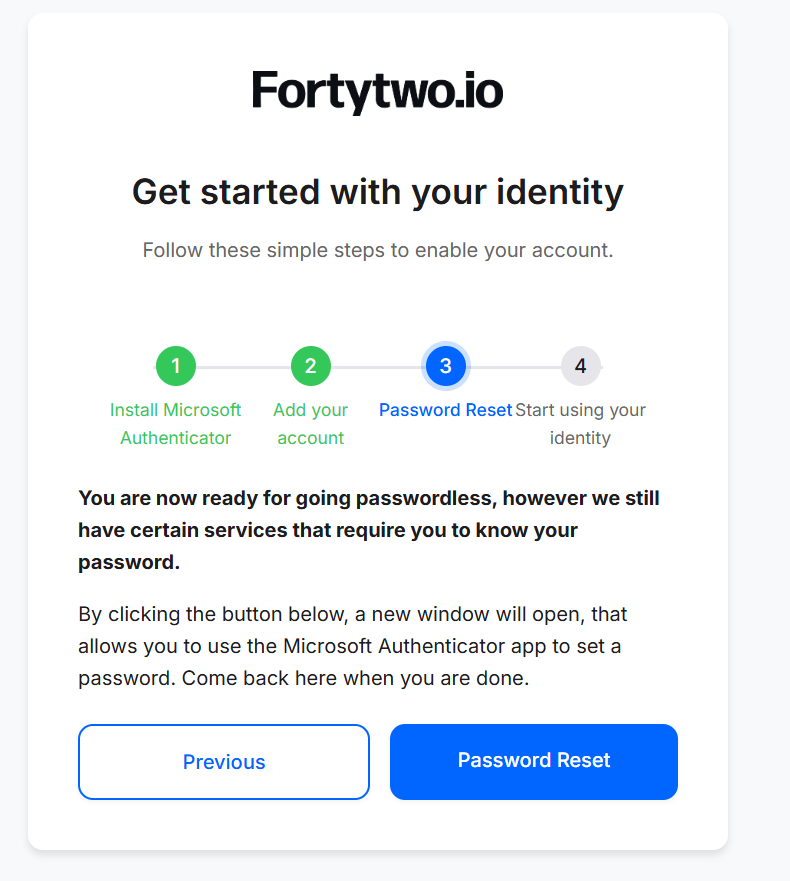 Fortytwo.io
Get started with your identity
Follow these simple steps to enable your account.
1
2
3
4
Install Microsoft
Authenticator
Add your
account
Password Reset
Start using your
identity
You are now ready for going passwordless, however we still
have certain services that require you to know your
password.
By clicking the button below, a new window will open, that
allows you to use the Microsoft Authenticator app to set a
password. Come back here when you are done.
Previous
Password Reset